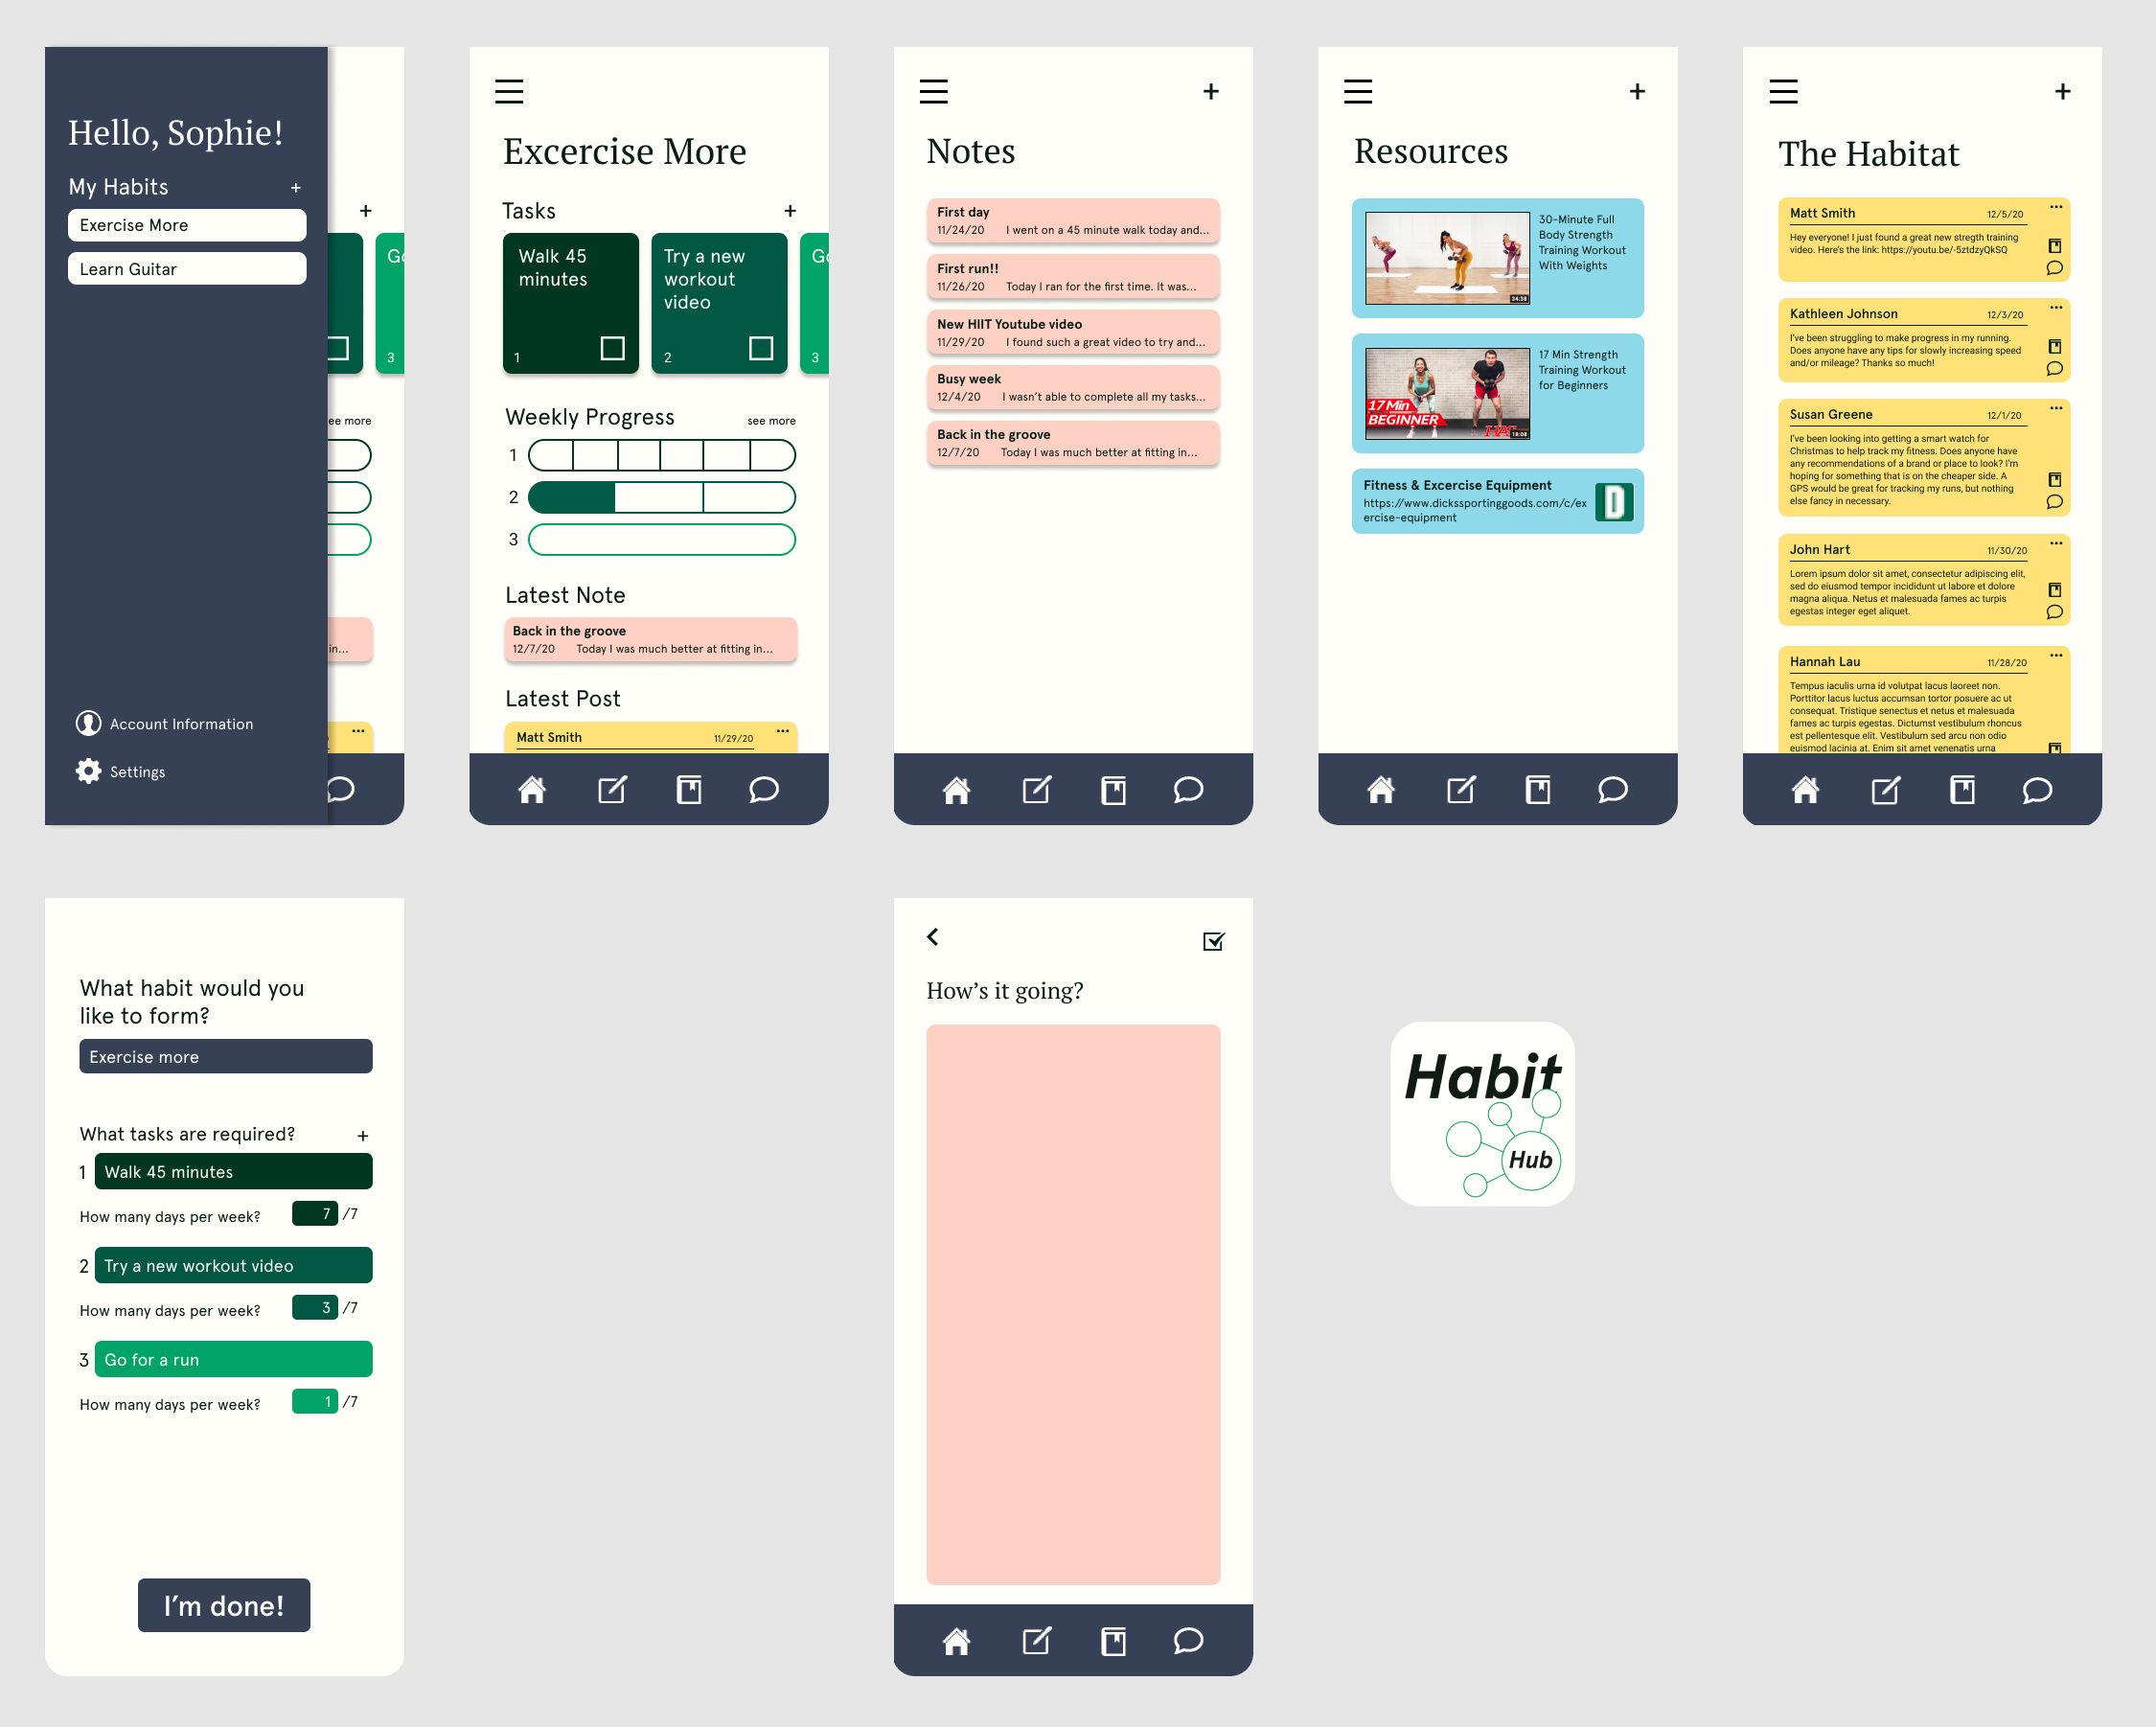 Hello, Sophie!
My Habits +
Exercise More
Learn Guitar
Account Information
Settings
+
Go
3
ee more
in...
Excercise More
Tasks +
Walk 45
minutes
1
Try a new
workout
video
2
Go
3
Weekly Progress see more
1
2
3
Latest Note
Back in the groove
12/7/20 Today I was much better at fitting in...
Latest Post
Matt Smith 11/29/20
+
Notes
First day
11/24/20 I went on a 45 minute walk today and...
First run!!
11/26/20 Today I ran for the first time. It was...
New HIIT Youtube video
11/29/20 I found such a great video to try and...
Busy week
12/4/20 I wasn't able to complete all my tasks...
Back in the groove
12/7/20 Today I was much better at fitting in...
+
Resources
30-Minute Full
Body Strength
Training Workout
With Weights
34:38
17 Min Strength
Training Workout
for Beginners
17 Min
BEGINNER
18:08
Fitness & Excercise Equipment
https://www.dickssportinggoods.com/c/ex
ercise-equipment
D
+
The Habitat
Matt Smith 12/5/20
Hey everyone! I just found a great new stregth training
video. Here's the link: https://youtu.be/-5ztdzyQkSQ
Kathleen Johnson 12/3/20
I've been struggling to make progress in my running.
Does anyone have any tips for slowly increasing speed
and/or mileage? Thanks so much!
Susan Greene 12/1/20
I've been looking into getting a smart watch for
Christmas to help track my fitness. Does anyone have
any recommendations of a brand or place to look? I'm
hoping for something that is on the cheaper side. A
GPS would be great for tracking my runs, but nothing
else fancy in necessary.
John Hart 11/30/20
Lorem ipsum dolor sit amet, consectetur adipiscing elit,
sed do eiusmod tempor incididunt ut labore et dolore
magna aliqua. Netus et malesuada fames ac turpis
egestas integer eget aliquet.
Hannah Lau 11/28/20
Tempus iaculis urna id volutpat lacus laoreet non.
Porttitor lacus luctus accumsan tortor posuere ac ut
consequat. Tristique senectus et netus et malesuada
fames ac turpis egestas. Dictumst vestibulum rhoncus
est pellentesque elit. Vestibulum sed arcu non odio
euismod lacinia at. Enim sit amet venenatis urna
What habit would you
like to form?
Exercise more
What tasks are required? +
1 Walk 45 minutes
How many days per week? 7 /7
2 Try a new workout video
How many days per week? 3 /7
3 Go for a run
How many days per week? 1 /7
I'm done!
How's it going?
Habit
Hub